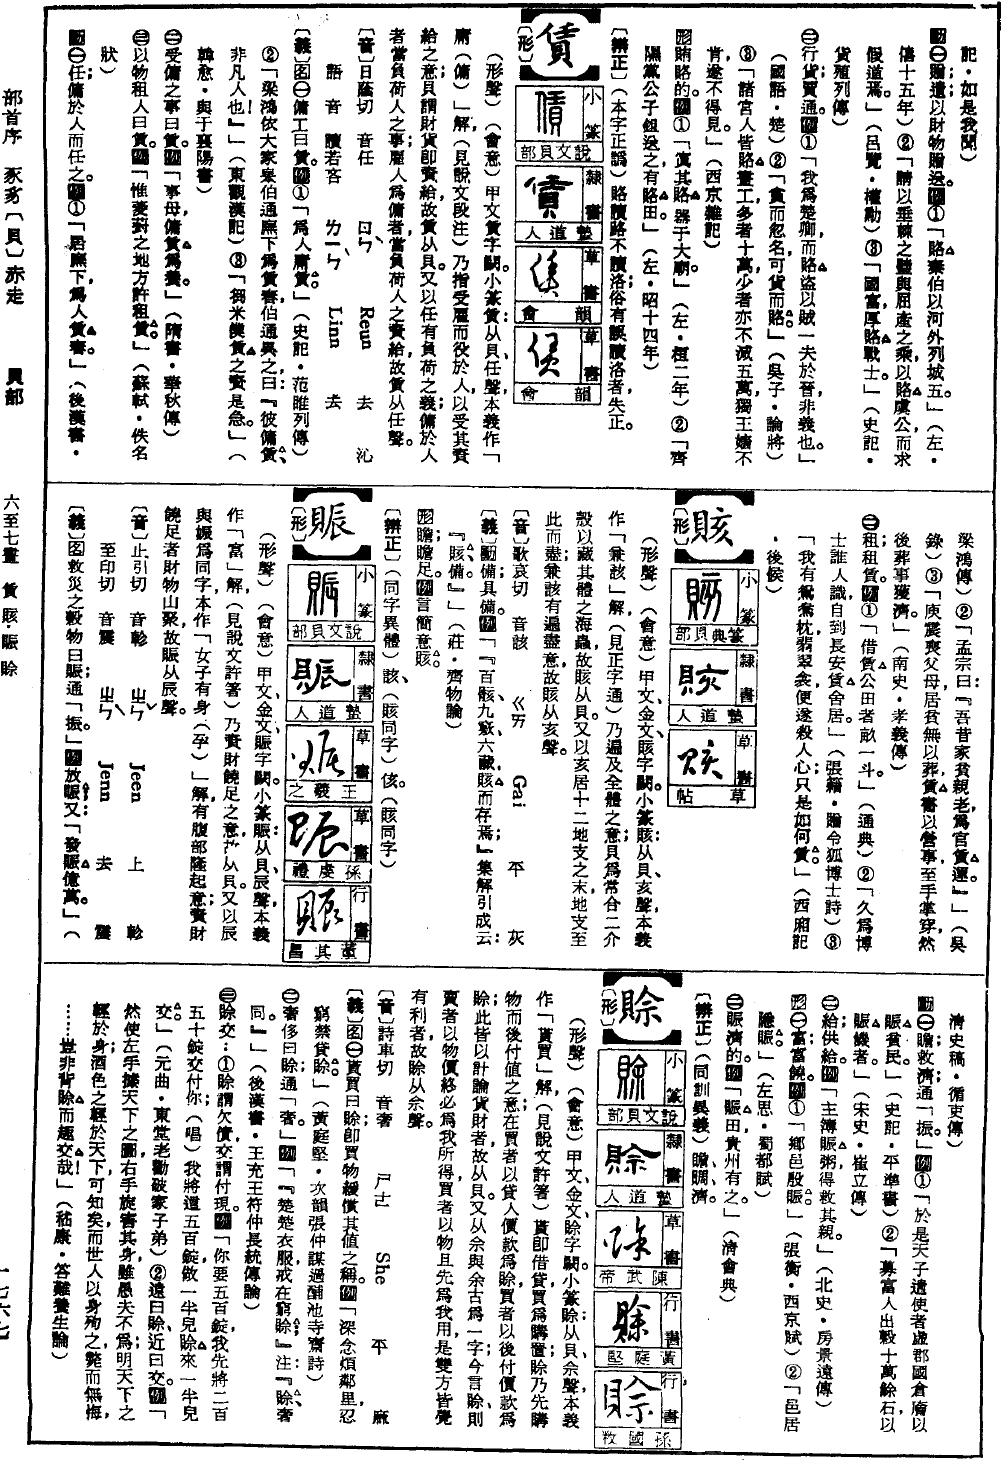 記·如是我聞）
動㊀贈遺以財物贈送。例①「賂秦伯以河外列城五。」（左·
僖十五年）②「請以垂棘之璧與屈產之乘以賂虞公而求
假道焉。」（呂覽·權勳）③「國富厚賂戰士」（史記·
貨殖列傳）
㊁行貨買通。例①「我爲楚卿而賂盜以賊一夫於晉非義也。」
（國語·楚）②「貪而忽名可貨而賂。」（吳子·論將）
③「諸宮人皆賂畫工多者十萬少者亦不減五萬獨王嬙不
肯遂不得見。」（西京雜記）
形賄賂的。例①「寘其賂器于大廟。」（左·桓二年）②「齊
隰黨公子鉏送之有賂田。」（左·昭十四年）
〔辨正〕（本字正譌）賂讀路不讀洛俗有誤讀洛者失正。
賃
〔形〕
小篆
說文貝部
隸書
蟄道人
草書
韻會
草書
韻會
（形聲）（會意）甲文賃字闕。小篆賃：从貝任聲，本義作「
庸（傭）」解，（見說文段注）乃指受雇而役於人，以受其賚
給之意；貝謂財貨即賚給，故賃从貝。又以任有負荷之義，傭於人
者當負荷人之事；雇人爲傭者當負荷人之賚給，故賃从任聲。
〔音〕日蔭切 音任 ㄖㄣˋ Reun 去 沁
語音 讀若吝 ㄌㄧㄣˋ Linn 去
〔義〕名㊀傭工曰賃。例①「爲人庸賃」（史記·范睢列傳）
②「梁鴻依大家皋伯通廡下爲賃舂伯通異之曰：『彼傭賃
非凡人也！』」（東觀漢記）③「芻米僕賃之資是急。」（
韓愈·與于襄陽書）
㊁受傭之事曰賃。例「事母傭賃爲養。」（隋書·華秋傳）
㊂以物租人曰賃。例「惟菱葑之地方許租賃。」（蘇軾·佚名
狀）
動㊀任傭於人而任之。例①「居廡下，爲人賃舂。」（後漢書·
梁鴻傳）②「孟宗曰：『吾昔家貧親老，爲官賃運。』」（吳
錄）③「庾震喪父母居貧無以葬賃書以營事至手掌穿然
後葬事獲濟。」（南史·孝義傳）
㊁租賃。例①「借賃公田者畝一斗。」（通典）②「久爲博
士誰人識自到長安賃舍居。」（張籍·贈令狐博士詩）③
「我有鴛鴦枕翡翠衾便遂殺人心只是如何賃。」（西廂記
·後候）
賅
〔形〕
小篆
篆典貝部
隸書
蟄道人
草書
草帖
（形聲）（會意）甲文、金文賅字闕。小篆賅：从貝亥聲，本義
作「兼該」解，（見正字通）乃遍及全體之意；貝爲常合二介
殼以藏其體之海蟲，故賅从貝。又以亥居十二地支之末，地支至
此而盡；兼該有遍盡意，故賅从亥聲。
〔音〕歌哀切 音該 ㄍㄞ Gai 平 灰
〔義〕動備具備。例「『百骸九竅六藏賅而存焉。』集解引成云：
『賅備。』」（莊·齊物論）
形贍贍足。例言簡意賅。
〔辨正〕（同字異體）該、（賅同字）侅。（賅同字）
賑
〔形〕
小篆
說文貝部
隸書
蟄道人
草書
王羲之
草書
孫虔禮
行書
董其昌
（形聲）（會意）甲文、金文賑字闕。小篆賑：从貝辰聲，本義
作「富」解，（見說文許箸）乃資財饒足之意，故从貝。又以辰
與娠爲同字，本作「女子有身（孕）」解，有腹部隆起意；資財
饒足者財物山聚，故賑从辰聲。
〔音〕止引切 音軫 ㄓㄣˇ Jeen 上 軫
至印切 音震 ㄓㄣˋ Jenn 去 震
〔義〕名救災之穀物曰賑，通「振」。例放賑。又：「發賑億萬。」（
清史稿·循吏傳）
動㊀贍救濟通「振」。例①「於是天子遺使者虛郡國倉廥以
賑貧民。」（史記·平準書）②「募富人出穀十萬餘石以
賑饑者。」（宋史·崔立傳）
㊁給供給。例「主簿賑粥得救其親。」（北史·房景遠傳）
形㊀富富饒。例①「鄉邑殷賑。」（張衡·西京賦）②「邑居
隱賑。」（左思·蜀都賦）
㊁賑濟的。例「賑田貴州有之。」（清會典）
〔辨正〕（同訓異義）贍、賙、濟。
賒
〔形〕
小篆
說文貝部
隸書
蟄道人
草書
陳武帝
行書
黃庭堅
行書
孫國敉
（形聲）（會意）甲文、金文賒字闕。小篆賒：从貝余聲，本義
作「貰買」解，（見說文許箸）貰即借貸，買爲購置，賒乃先購
物而後付值之意；在買者以貸人價款爲賒，買者以後付價款爲
賒，此皆以計論貨財者，故从貝。又从余與余古爲一字；今言賒，則
賣者以物價終必爲我所得，買者以物且先爲我用，是雙方皆覺
有利者，故賒从余聲。
〔音〕詩車切 音奢 ㄕㄜ She 平 麻
〔義〕名㊀貰買曰賒即買物緩償其值之稱。例「深念煩鄰里，忍
窮禁貸賒。」（黃庭堅·次韻張仲謀過酺池寺齋詩）
㊁奢侈曰賒，通「奢」。例「『楚楚衣服戒在窮賒。』注：『賒、奢
同。』」（後漢書·王充王符仲長統傳論）
㊂賒交：①賒謂欠債，交謂付現。例「你要五百錠，我先將二百
五十錠交付你；（唱）我將這五百錠做一半兒賒來一半兒
交」（元曲·東堂老勸破家子弟）②遠曰賒、近曰交。例「
然使左手據天下之圖右手旋害其身，雖愚夫不爲，明天下之
輕於身；酒色之輕於天下，可知矣；而世人以身殉之，斃而無悔，
……豈非背賒而趣交哉！」（嵇康·答難養生論）
部首序 豕豸〔貝〕赤走 貝部
六至七畫 賃賅·賑賒
一七六七